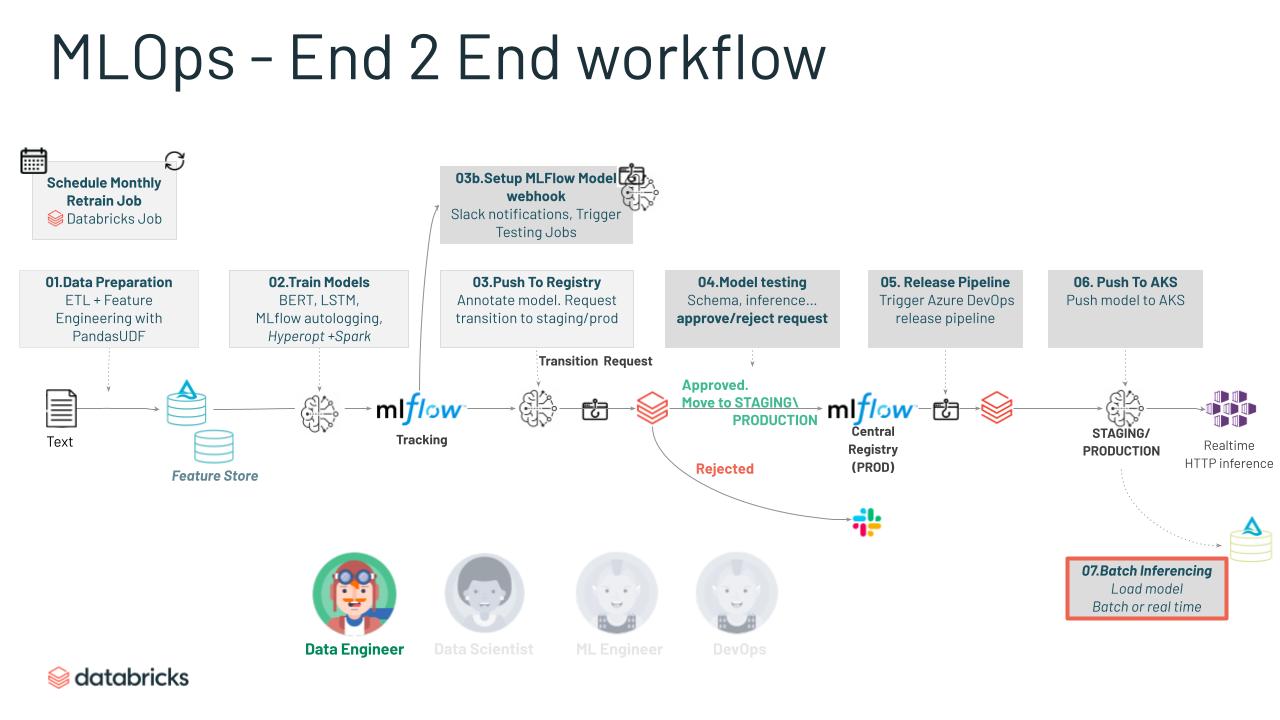 MLOps - End 2 End workflow
Schedule Monthly
Retrain Job
Databricks Job
03b.Setup MLFlow Model
webhook
Slack notifications, Trigger
Testing Jobs
01.Data Preparation
ETL + Feature
Engineering with
PandasUDF
02.Train Models
BERT, LSTM,
MLflow autologging,
Hyperopt +Spark
03.Push To Registry
Annotate model. Request
transition to staging/prod
04.Model testing
Schema, inference...
approve/reject request
05. Release Pipeline
Trigger Azure DevOps
release pipeline
06. Push To AKS
Push model to AKS
Transition Request
Text
Feature Store
mlflow
Tracking
Approved.
Move to STAGING\
PRODUCTION
Rejected
mlflow
Central
Registry
(PROD)
STAGING/
PRODUCTION
Realtime
HTTP inference
07.Batch Inferencing
Load model
Batch or real time
Data Engineer
Data Scientist
ML Engineer
DevOps
databricks